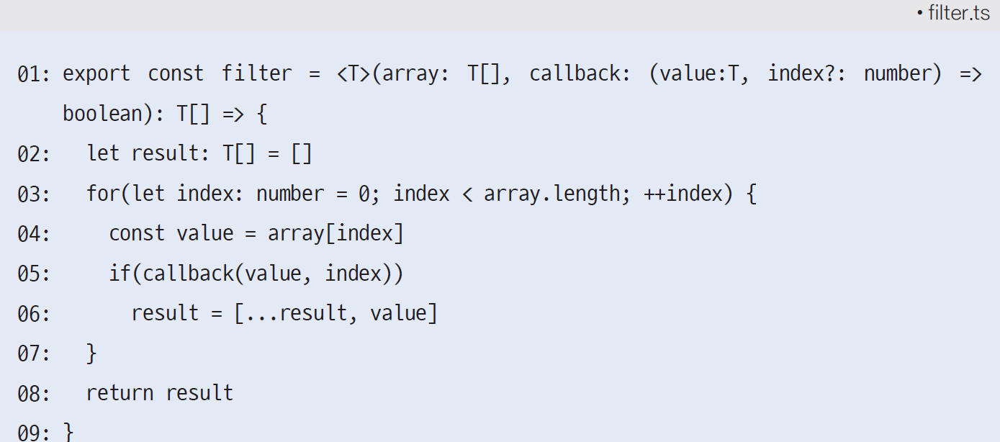 • filter.ts
01: export const filter = <T>(array: T[], callback: (value:T, index?: number) =>
boolean): T[] => {
02:   let result: T[] = []
03:   for(let index: number = 0; index < array.length; ++index) {
04:     const value = array[index]
05:     if(callback(value, index))
06:       result = [...result, value]
07:   }
08:   return result
09: }